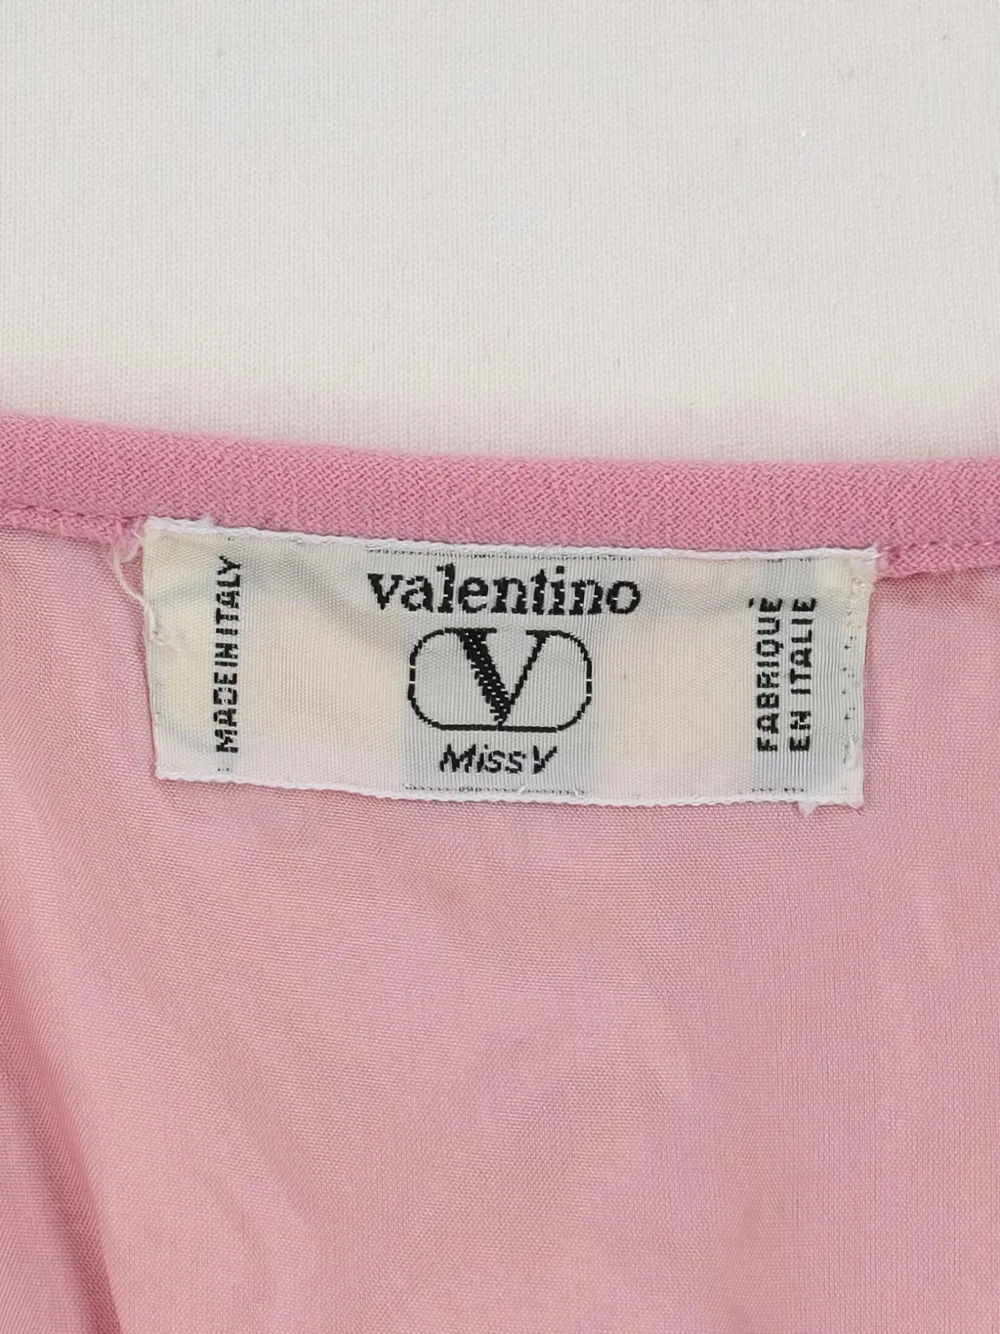 MADE IN ITALY
valentino
V
Miss V
FABRIQUÉ
EN ITALIE